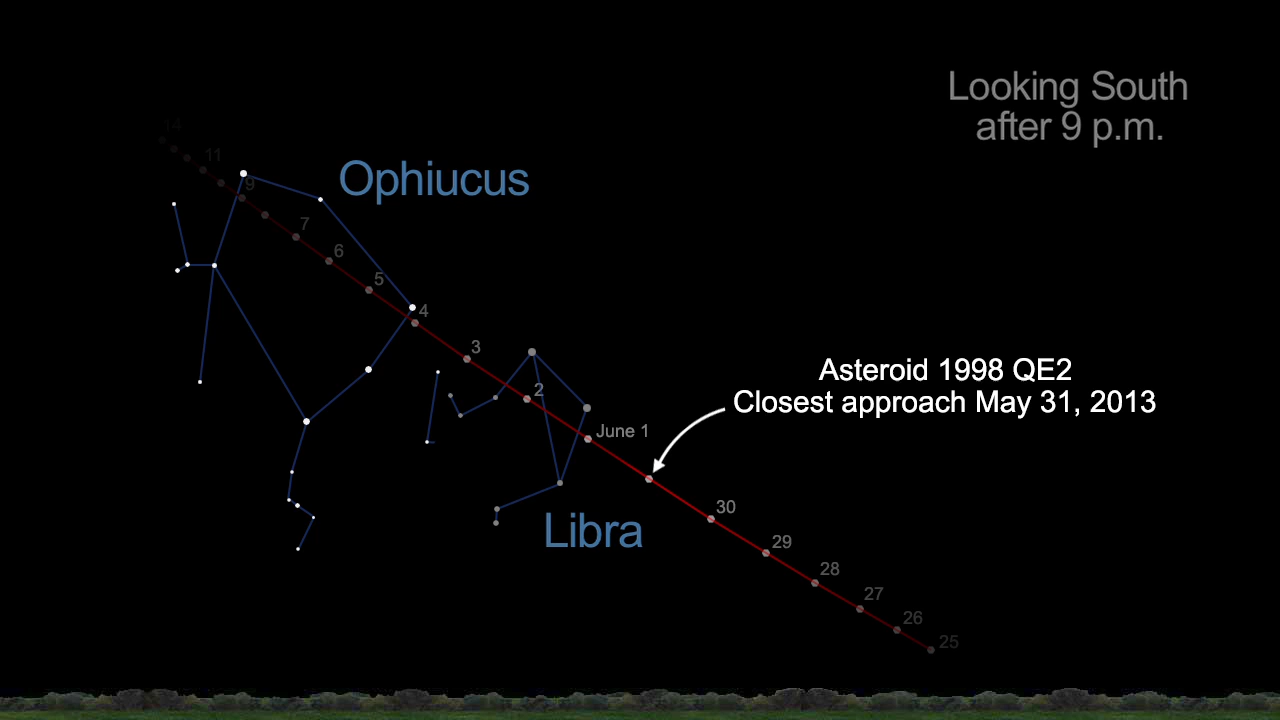 Looking South
after 9 p.m.
14
11
9
Ophiucus
7
6
5
4
3
2
June 1
Asteroid 1998 QE2
Closest approach May 31, 2013
30
Libra
29
28
27
26
25